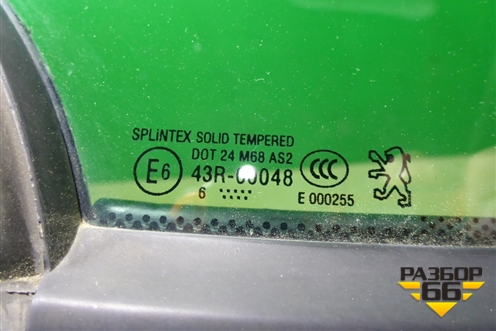 SPLINTEX SOLID TEMPERED
DOT 24 M68 AS2
E6 43R-00048 CCC
6 ..... E 000255
РАЗБОР
66